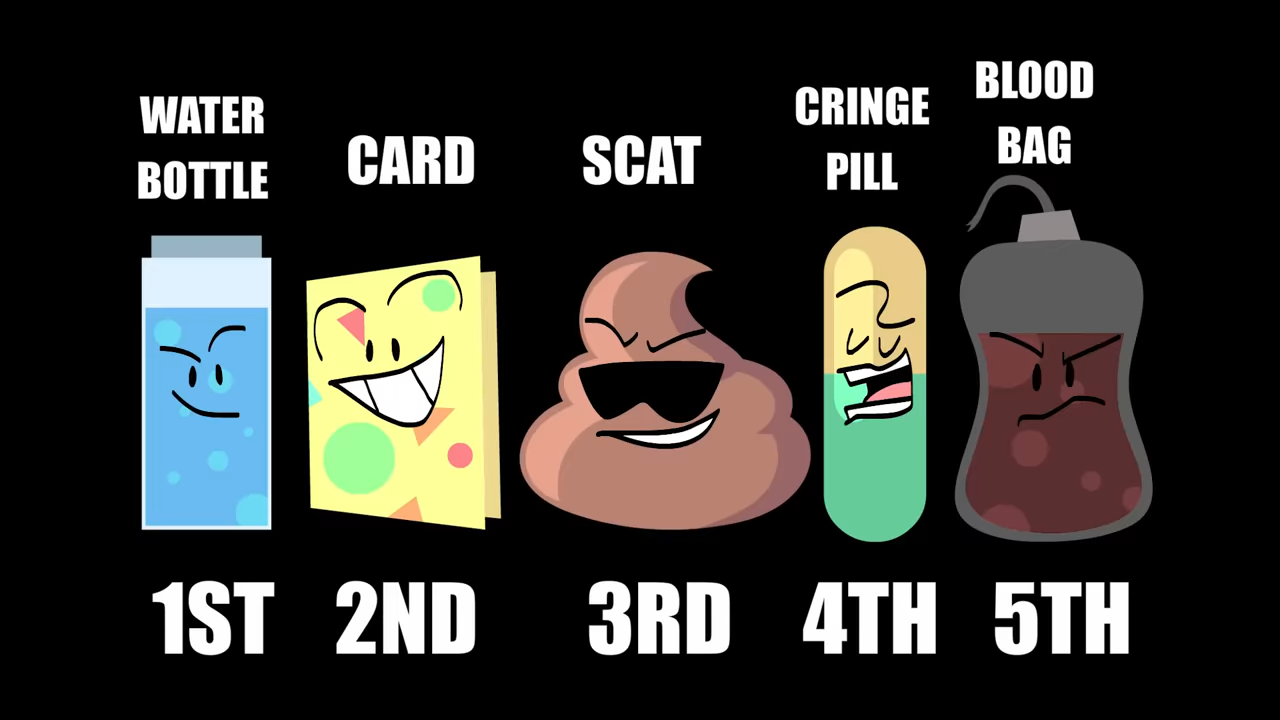 WATER
BOTTLE
CARD
SCAT
CRINGE
PILL
BLOOD
BAG
1ST
2ND
3RD
4TH
5TH